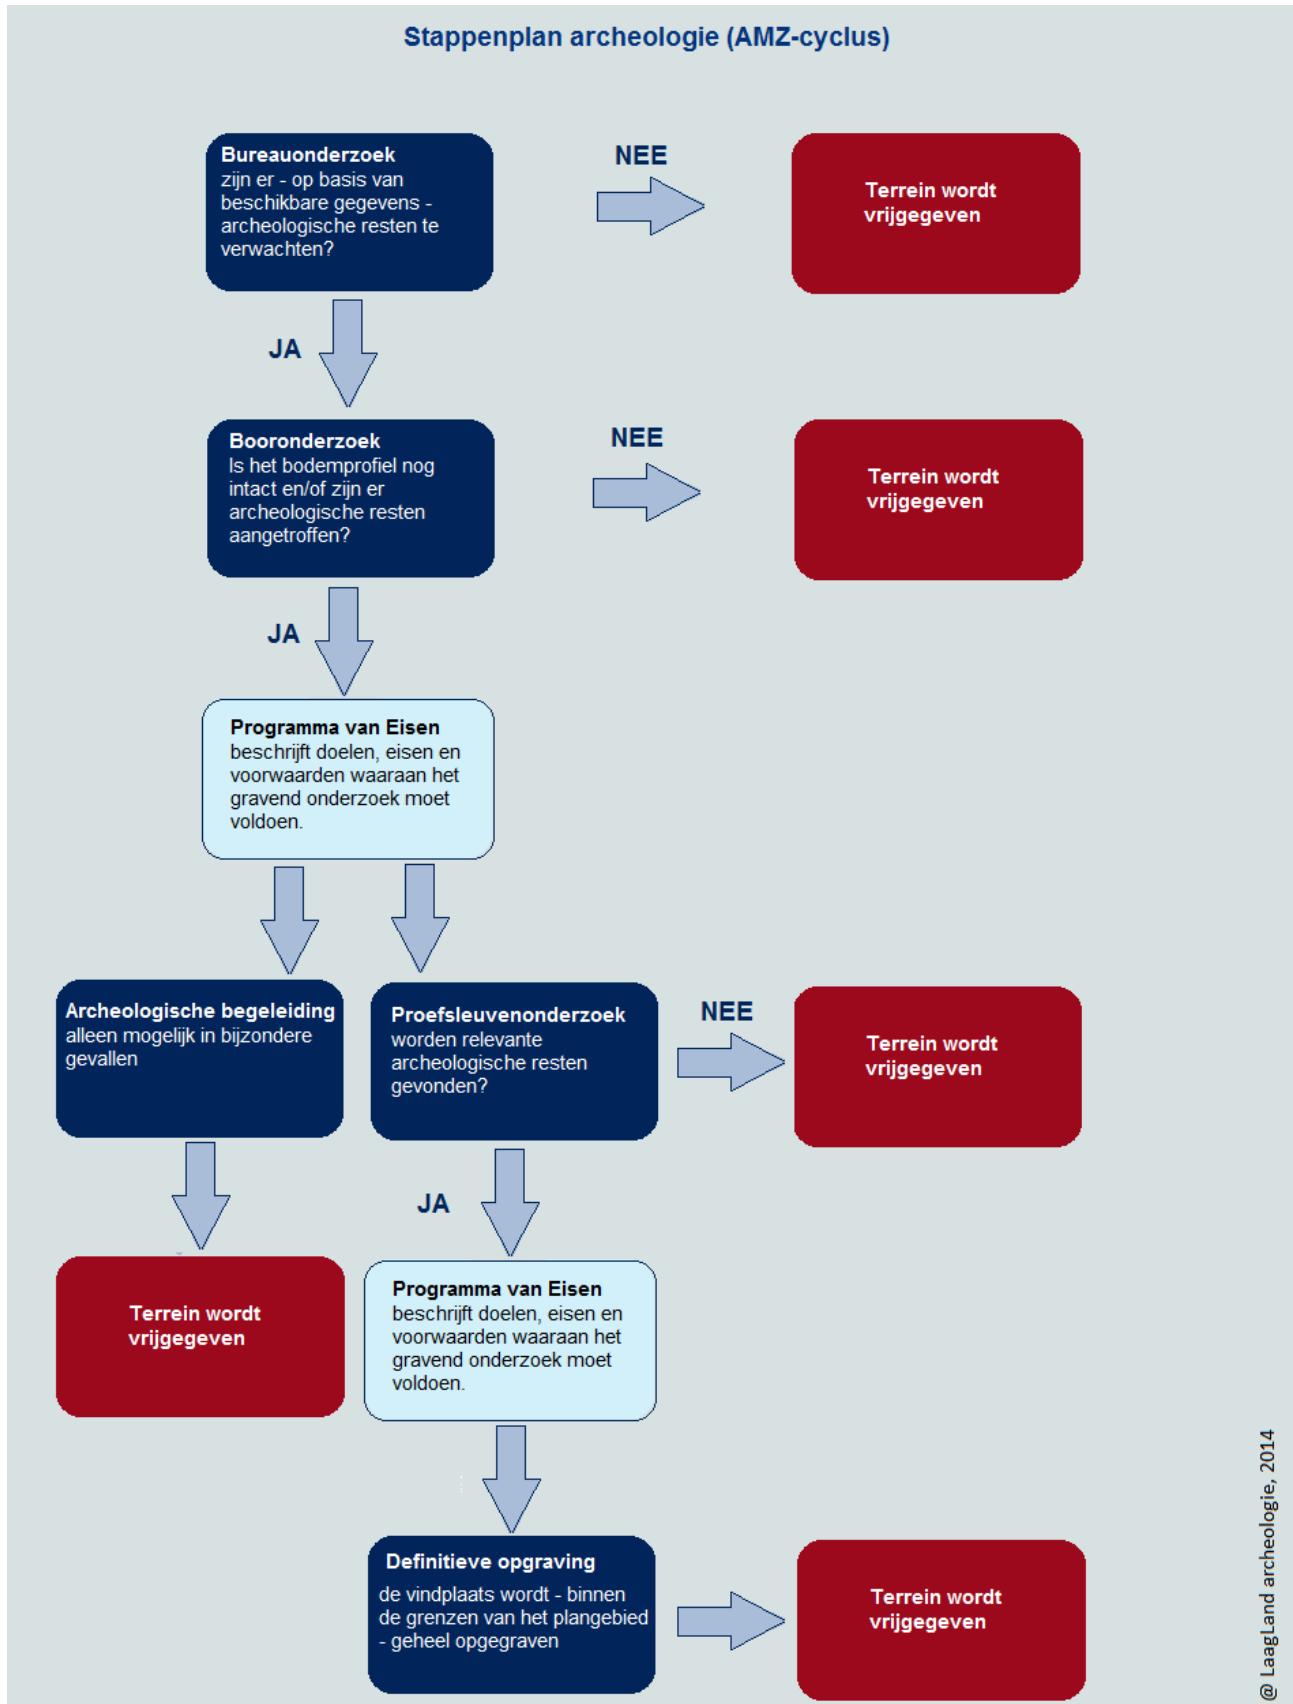 Stappenplan archeologie (AMZ-cyclus)
Bureauonderzoek
zijn er - op basis van
beschikbare gegevens -
archeologische resten te
verwachten?
NEE
Terrein wordt
vrijgegeven
JA
Booronderzoek
Is het bodemprofiel nog
intact en/of zijn er
archeologische resten
aangetroffen?
NEE
Terrein wordt
vrijgegeven
JA
Programma van Eisen
beschrijft doelen, eisen en
voorwaarden waaraan het
gravend onderzoek moet
voldoen.
Archeologische begeleiding
alleen mogelijk in bijzondere
gevallen
Proefsleuvenonderzoek
worden relevante
archeologische resten
gevonden?
NEE
Terrein wordt
vrijgegeven
JA
Terrein wordt
vrijgegeven
Programma van Eisen
beschrijft doelen, eisen en
voorwaarden waaraan het
gravend onderzoek moet
voldoen.
Definitieve opgraving
de vindplaats wordt - binnen
de grenzen van het plangebied
- geheel opgegraven
Terrein wordt
vrijgegeven
@ LaagLand archeologie, 2014